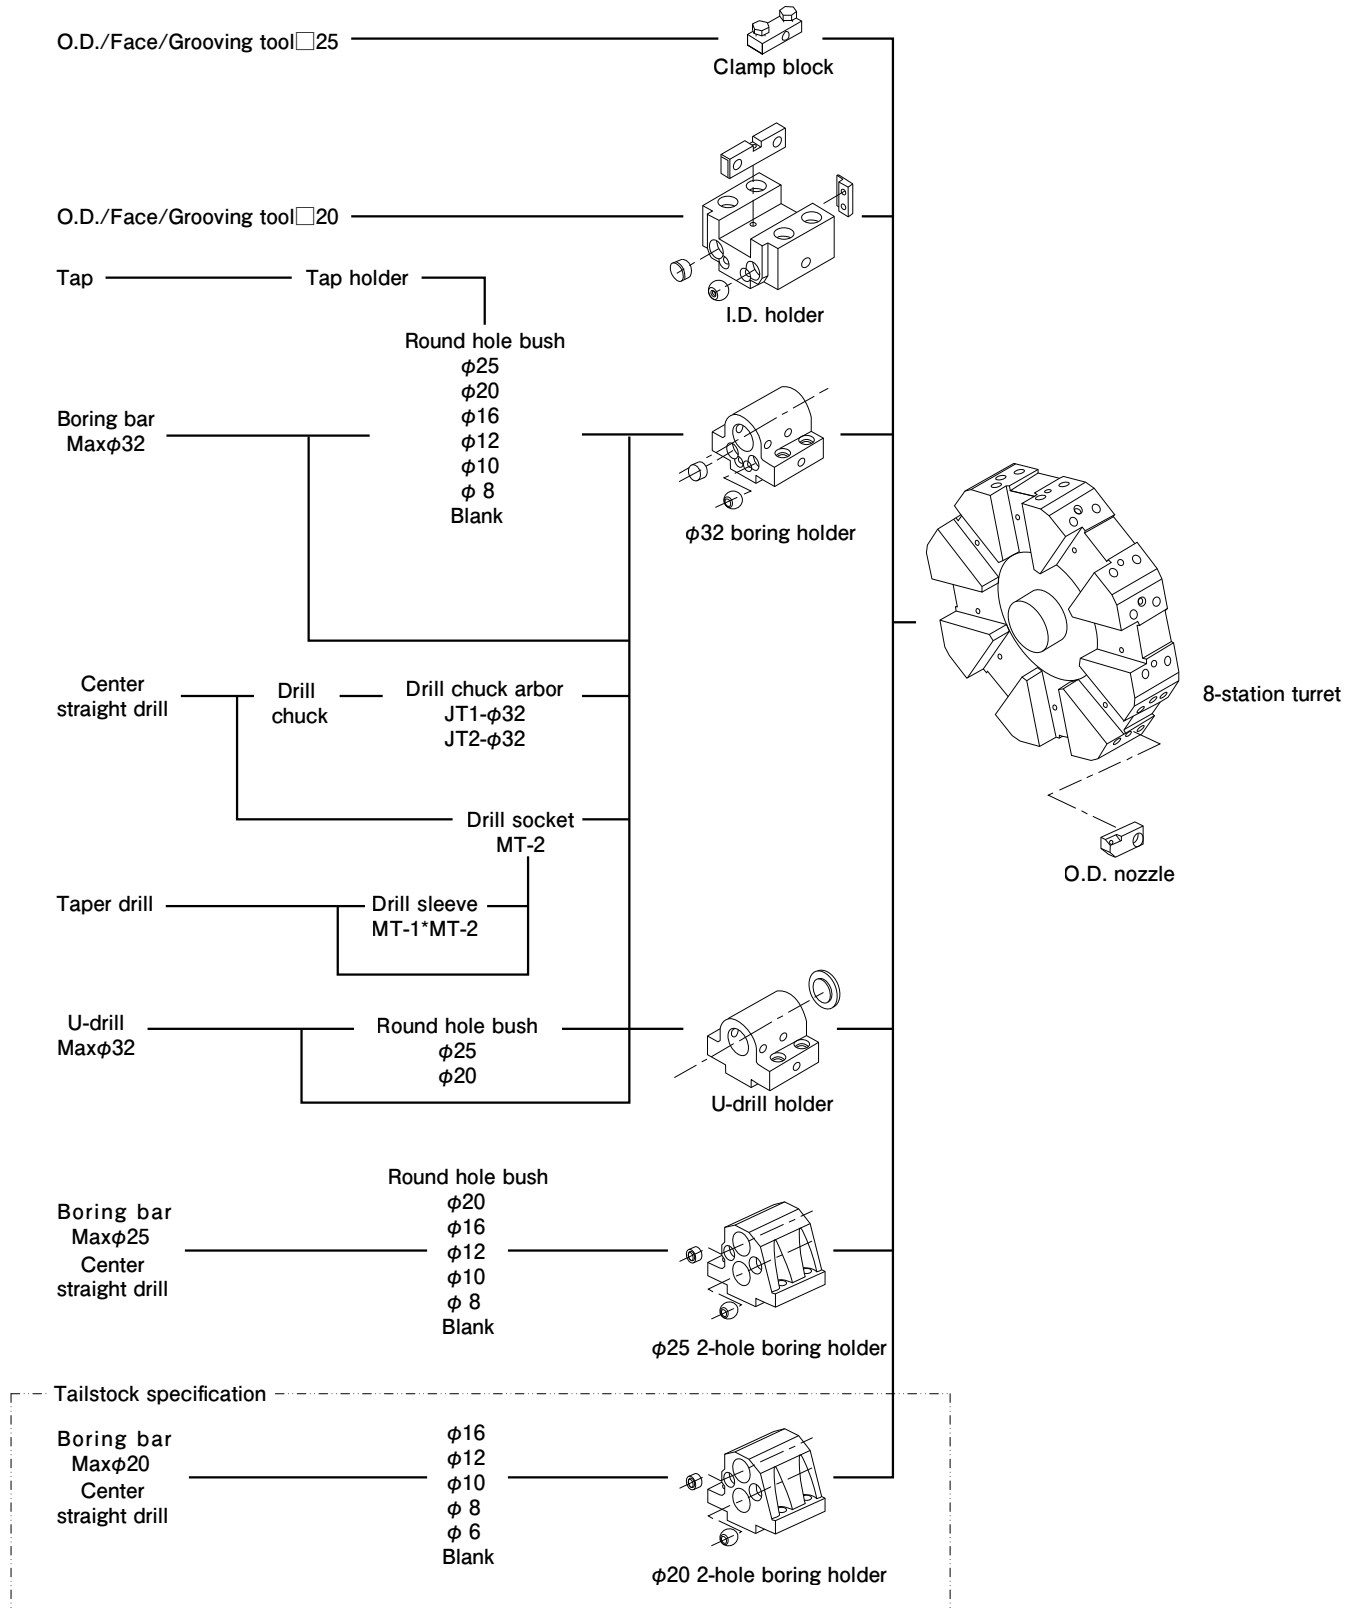 O.D./Face/Grooving tool□25
Clamp block
O.D./Face/Grooving tool□20
I.D. holder
Tap
Tap holder
Round hole bush
φ25
φ20
φ16
φ12
φ10
φ 8
Blank
Boring bar
Maxφ32
φ32 boring holder
Center
straight drill
Drill
chuck
Drill chuck arbor
JT1-φ32
JT2-φ32
8-station turret
Drill socket
MT-2
O.D. nozzle
Taper drill
Drill sleeve
MT-1*MT-2
U-drill
Maxφ32
Round hole bush
φ25
φ20
U-drill holder
Boring bar
Maxφ25
Center
straight drill
Round hole bush
φ20
φ16
φ12
φ10
φ 8
Blank
φ25 2-hole boring holder
Tailstock specification
Boring bar
Maxφ20
Center
straight drill
φ16
φ12
φ10
φ 8
φ 6
Blank
φ20 2-hole boring holder